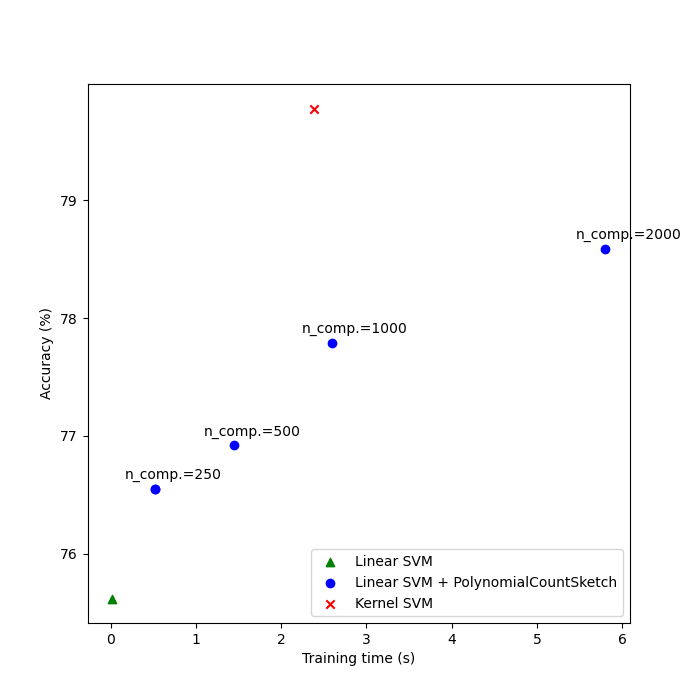 79
78
77
76
Accuracy (%)
n_comp.=2000
n_comp.=1000
n_comp.=500
n_comp.=250
Linear SVM
Linear SVM + PolynomialCountSketch
Kernel SVM
0 1 2 3 4 5 6
Training time (s)